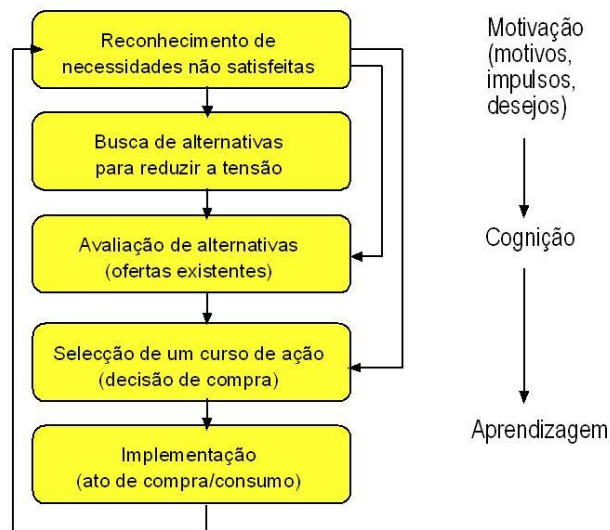 Reconhecimento de
necessidades não satisfeitas
Busca de alternativas
para reduzir a tensão
Avaliação de alternativas
(ofertas existentes)
Selecção de um curso de ação
(decisão de compra)
Implementação
(ato de compra/consumo)
Motivação
(motivos,
impulsos,
desejos)
Cognição
Aprendizagem